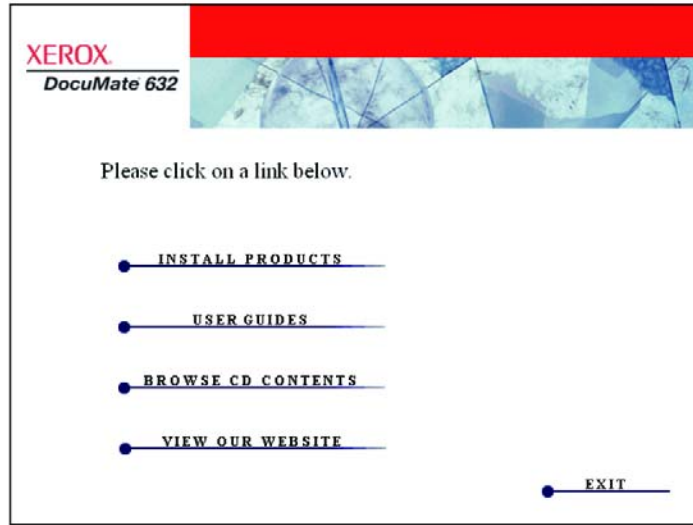 XEROX.
DocuMate 632
Please click on a link below.
INSTALL PRODUCTS
USER GUIDES
BROWSE CD CONTENTS
VIEW OUR WEBSITE
EXIT